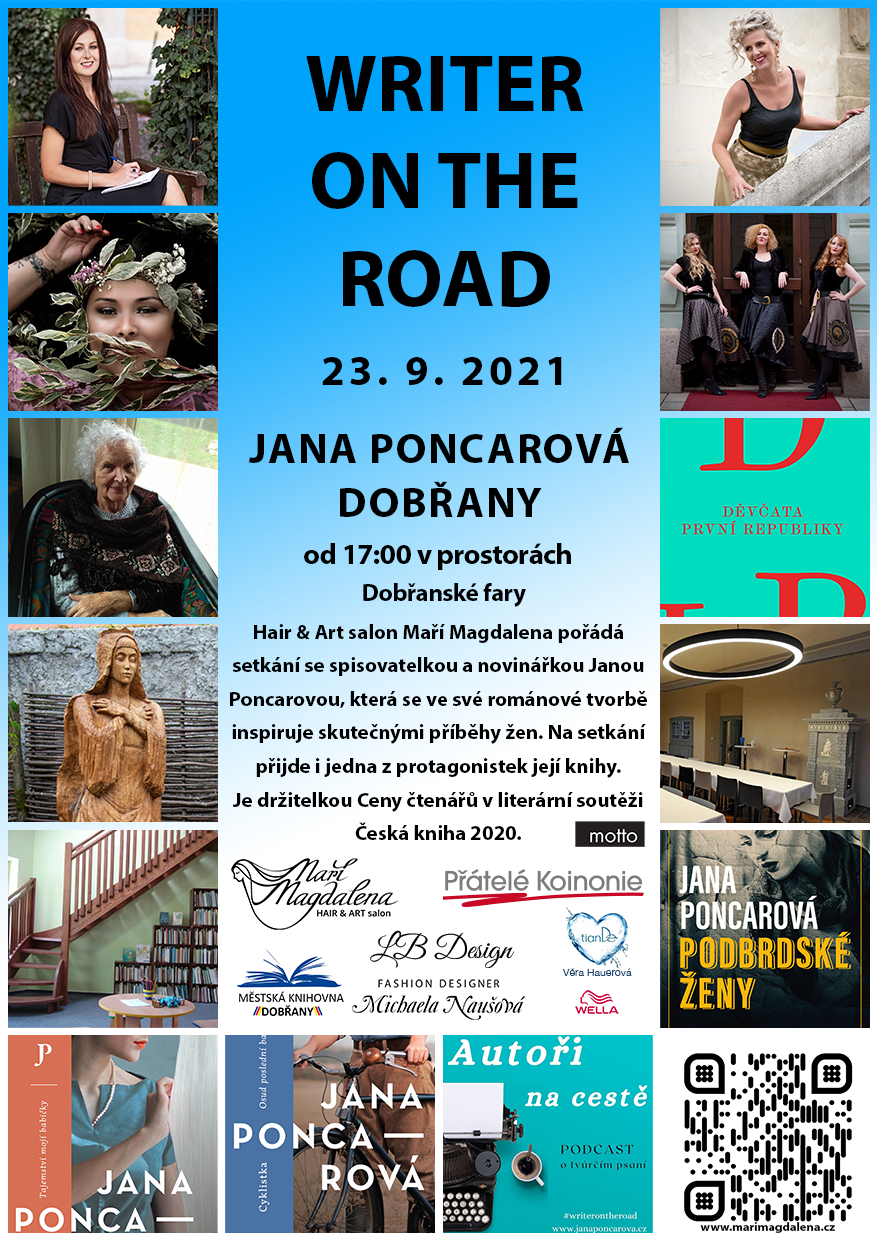 WRITER
ON THE
ROAD
23. 9. 2021
JANA PONCAROVÁ
DOBŘANY
od 17:00 v prostorách
Dobřanské fary
Hair & Art salon Maří Magdalena pořádá
setkání se spisovatelkou a novinářkou Janou
Poncarovou, která se ve své románové tvorbě
inspiruje skutečnými příběhy žen. Na setkání
přijde i jedna z protagonistek její knihy.
Je držitelkou Ceny čtenářů v literární soutěži
Česká kniha 2020.
motto
Maří
Magdalena
HAIR & ART salon
Přátelé Koinonie
LB Design
tianDe
Věra Hauerová
MĚSTSKÁ KNIHOVNA
DOBŘANY
FASHION DESIGNER
Michaela Naušová
WELLA
D
DĚVČATA
PRVNÍ REPUBLIKY
JANA
PONCAROVÁ
PODBRDSKÉ
ŽENY
JP
Tajemství mojí babičky
JANA
PONCA—
Cyklistka
Osud poslední
JANA
PONCA—
ROVÁ
Autoři
na cestě
PODCAST
o tvůrčím psaní
#writerontheroad
www.janaponcarova.cz
www.marimagdalena.cz